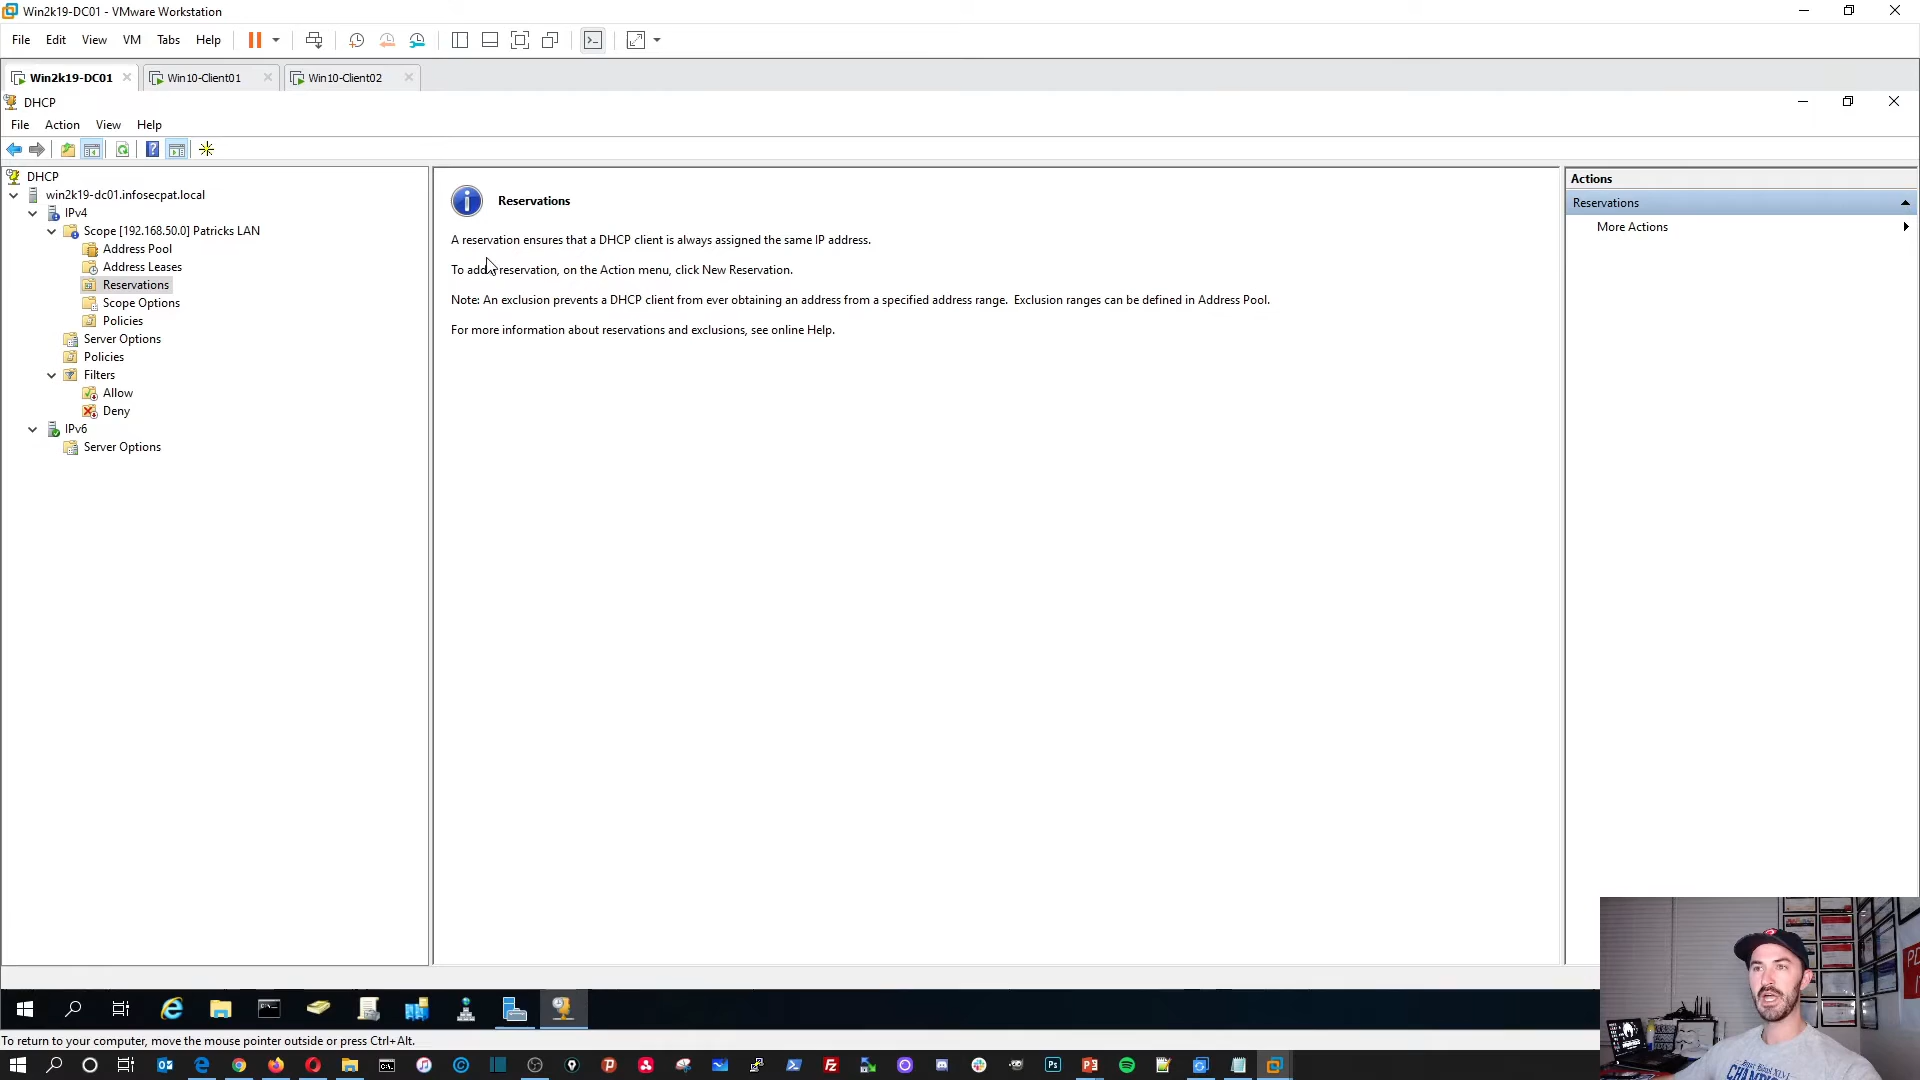 Win2k19-DC01 - VMware Workstation
File Edit View VM Tabs Help
Win2k19-DC01 Win10-Client01 Win10-Client02
DHCP
File Action View Help
DHCP
win2k19-dc01.infosecpat.local
IPv4
Scope [192.168.50.0] Patricks LAN
Address Pool
Address Leases
Reservations
Scope Options
Policies
Server Options
Policies
Filters
Allow
Deny
IPv6
Server Options
Reservations
A reservation ensures that a DHCP client is always assigned the same IP address.
To add reservation, on the Action menu, click New Reservation.
Note: An exclusion prevents a DHCP client from ever obtaining an address from a specified address range. Exclusion ranges can be defined in Address Pool.
For more information about reservations and exclusions, see online Help.
Actions
Reservations
More Actions
To return to your computer, move the mouse pointer outside or press Ctrl+Alt.